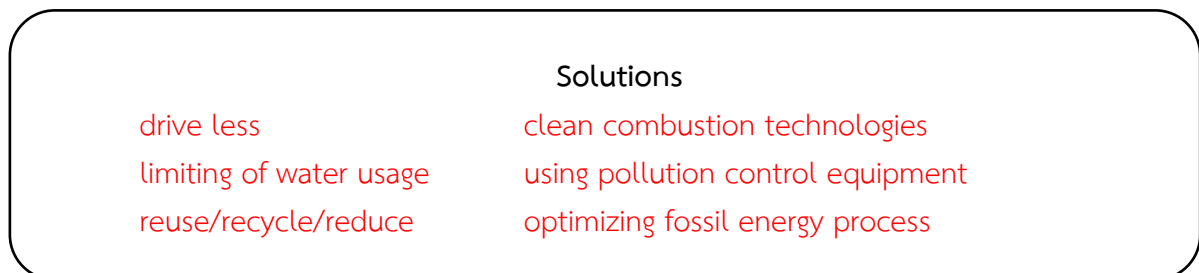 Solutions
drive less clean combustion technologies
limiting of water usage using pollution control equipment
reuse/recycle/reduce optimizing fossil energy process